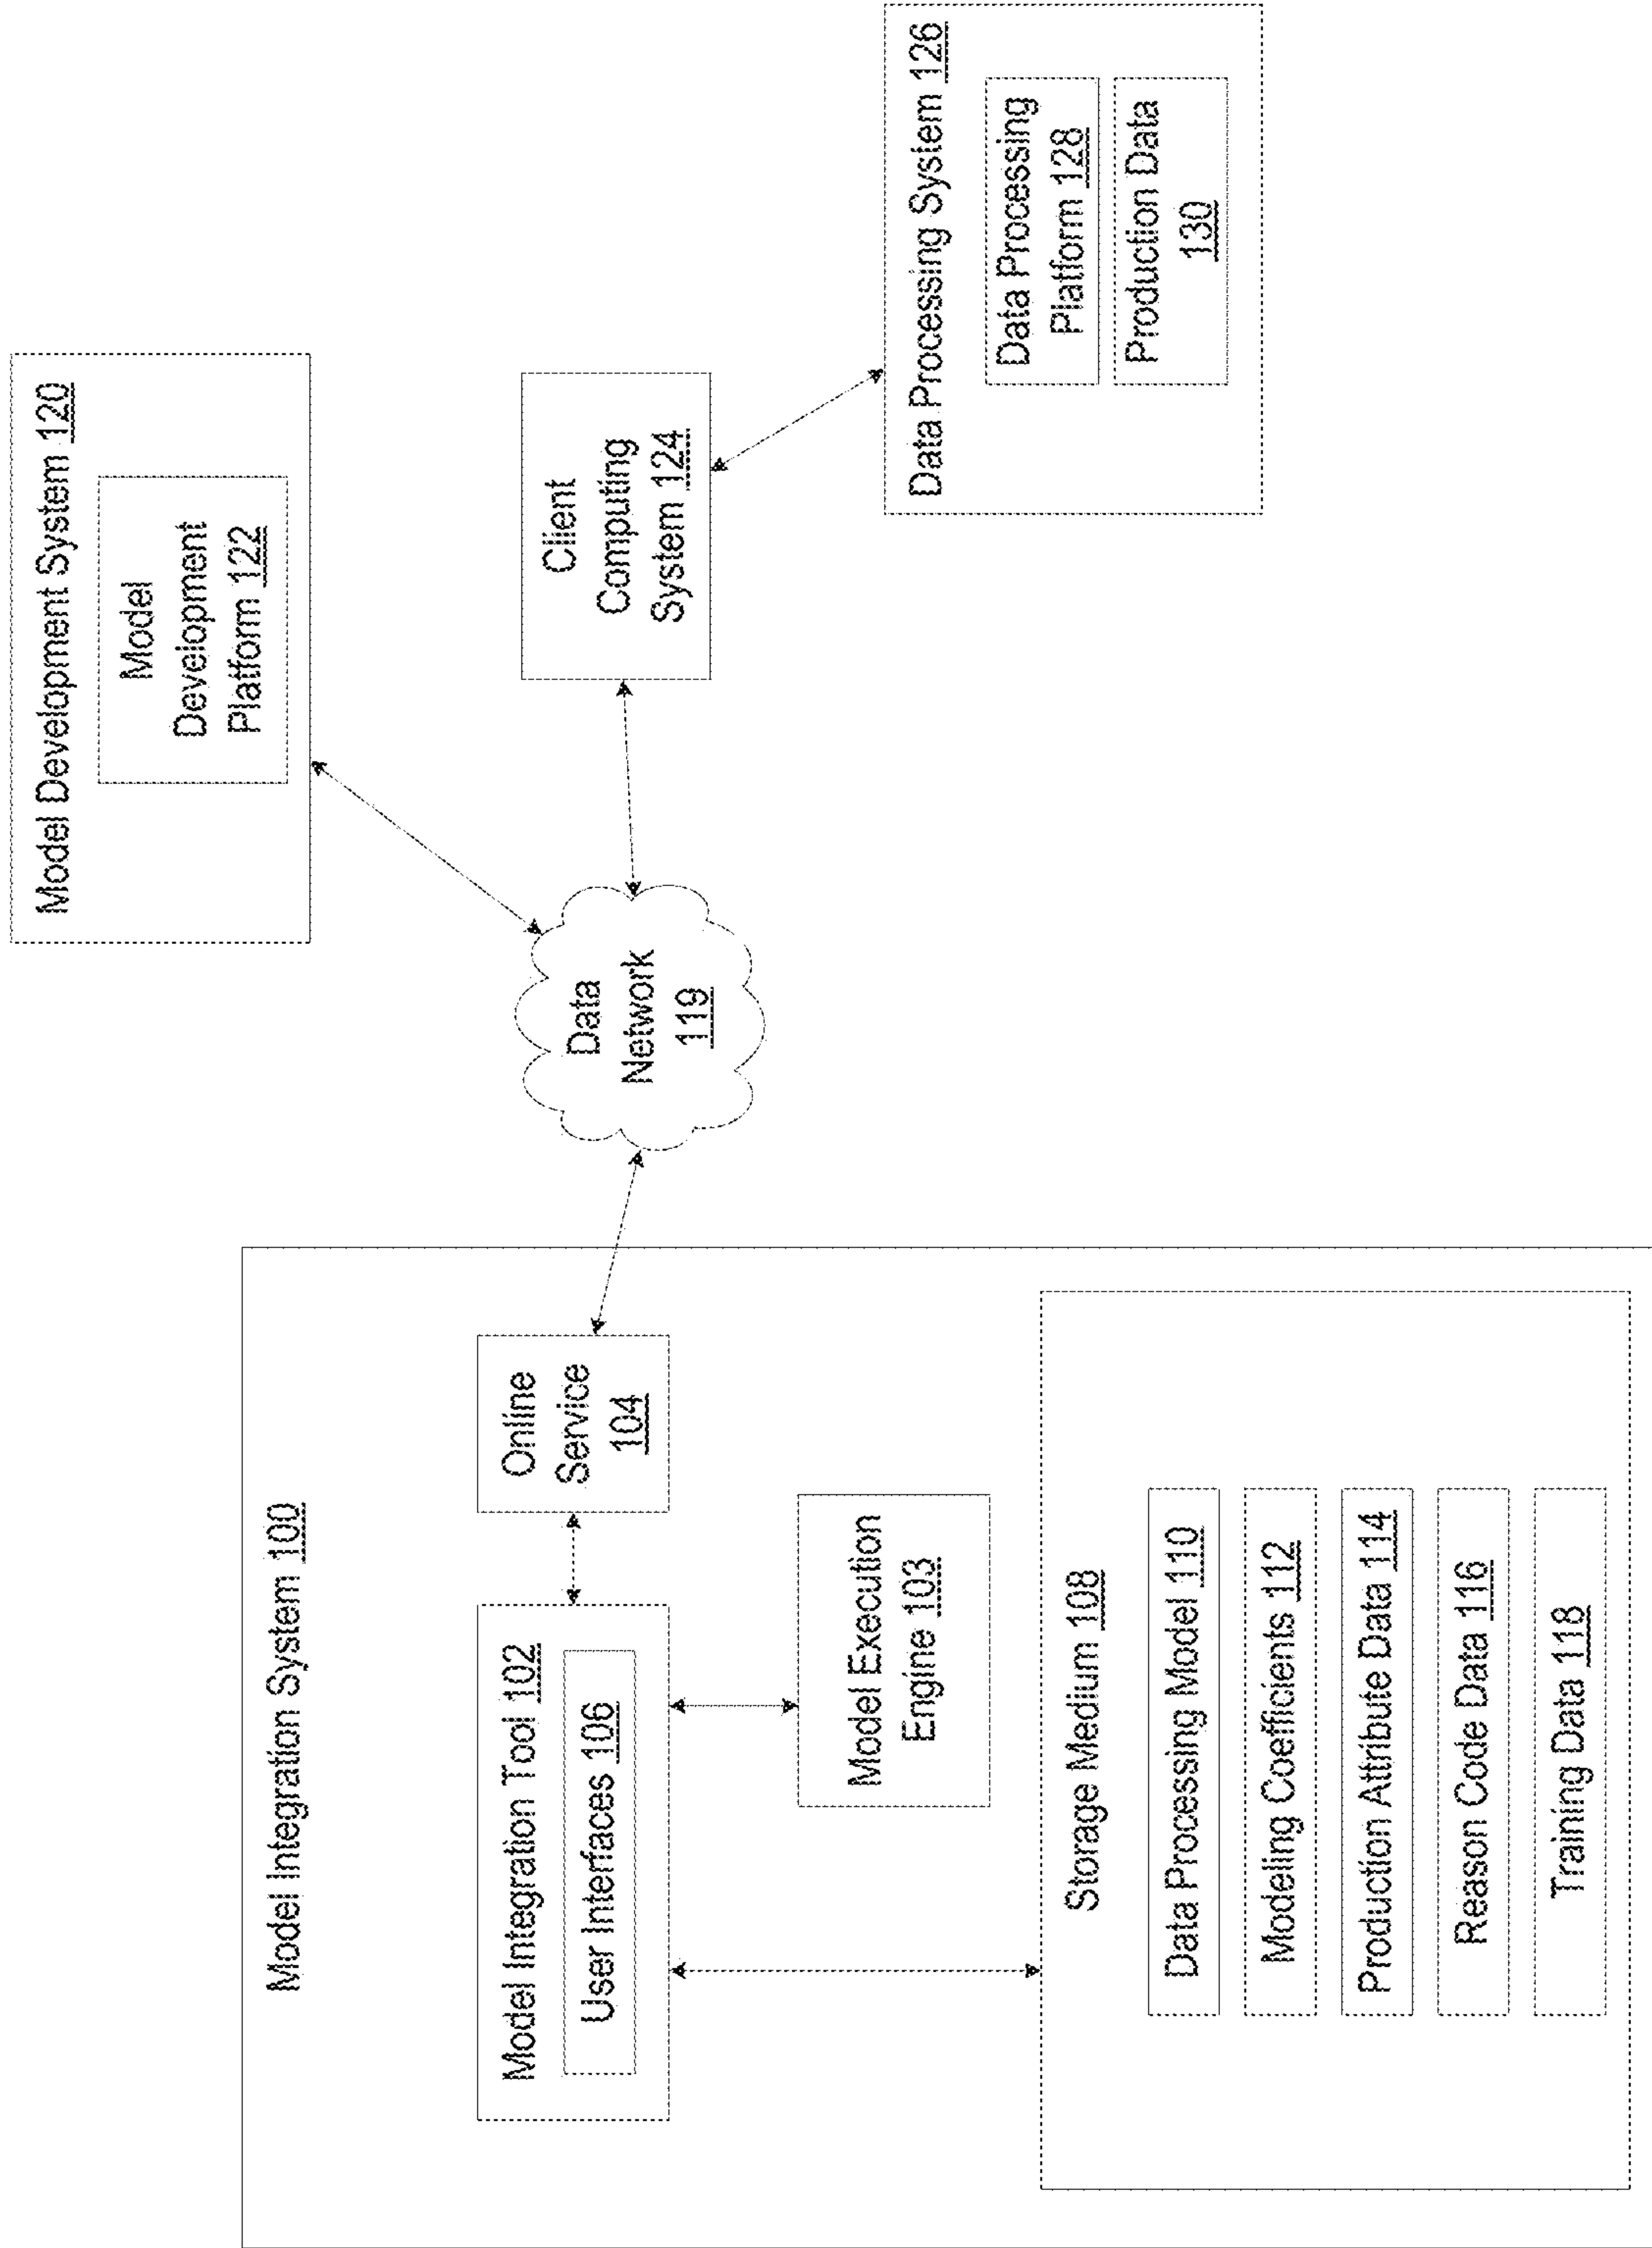 Model Integration System 100
Model Integration Tool 102
User Interfaces 106
Online
Service
104
Model Execution
Engine 103
Storage Medium 108
Data Processing Model 110
Modeling Coefficients 112
Production Attribute Data 114
Reason Code Data 116
Training Data 118
Data
Network
119
Model Development System 120
Model
Development
Platform 122
Client
Computing
System 124
Data Processing System 126
Data Processing
Platform 128
Production Data
130